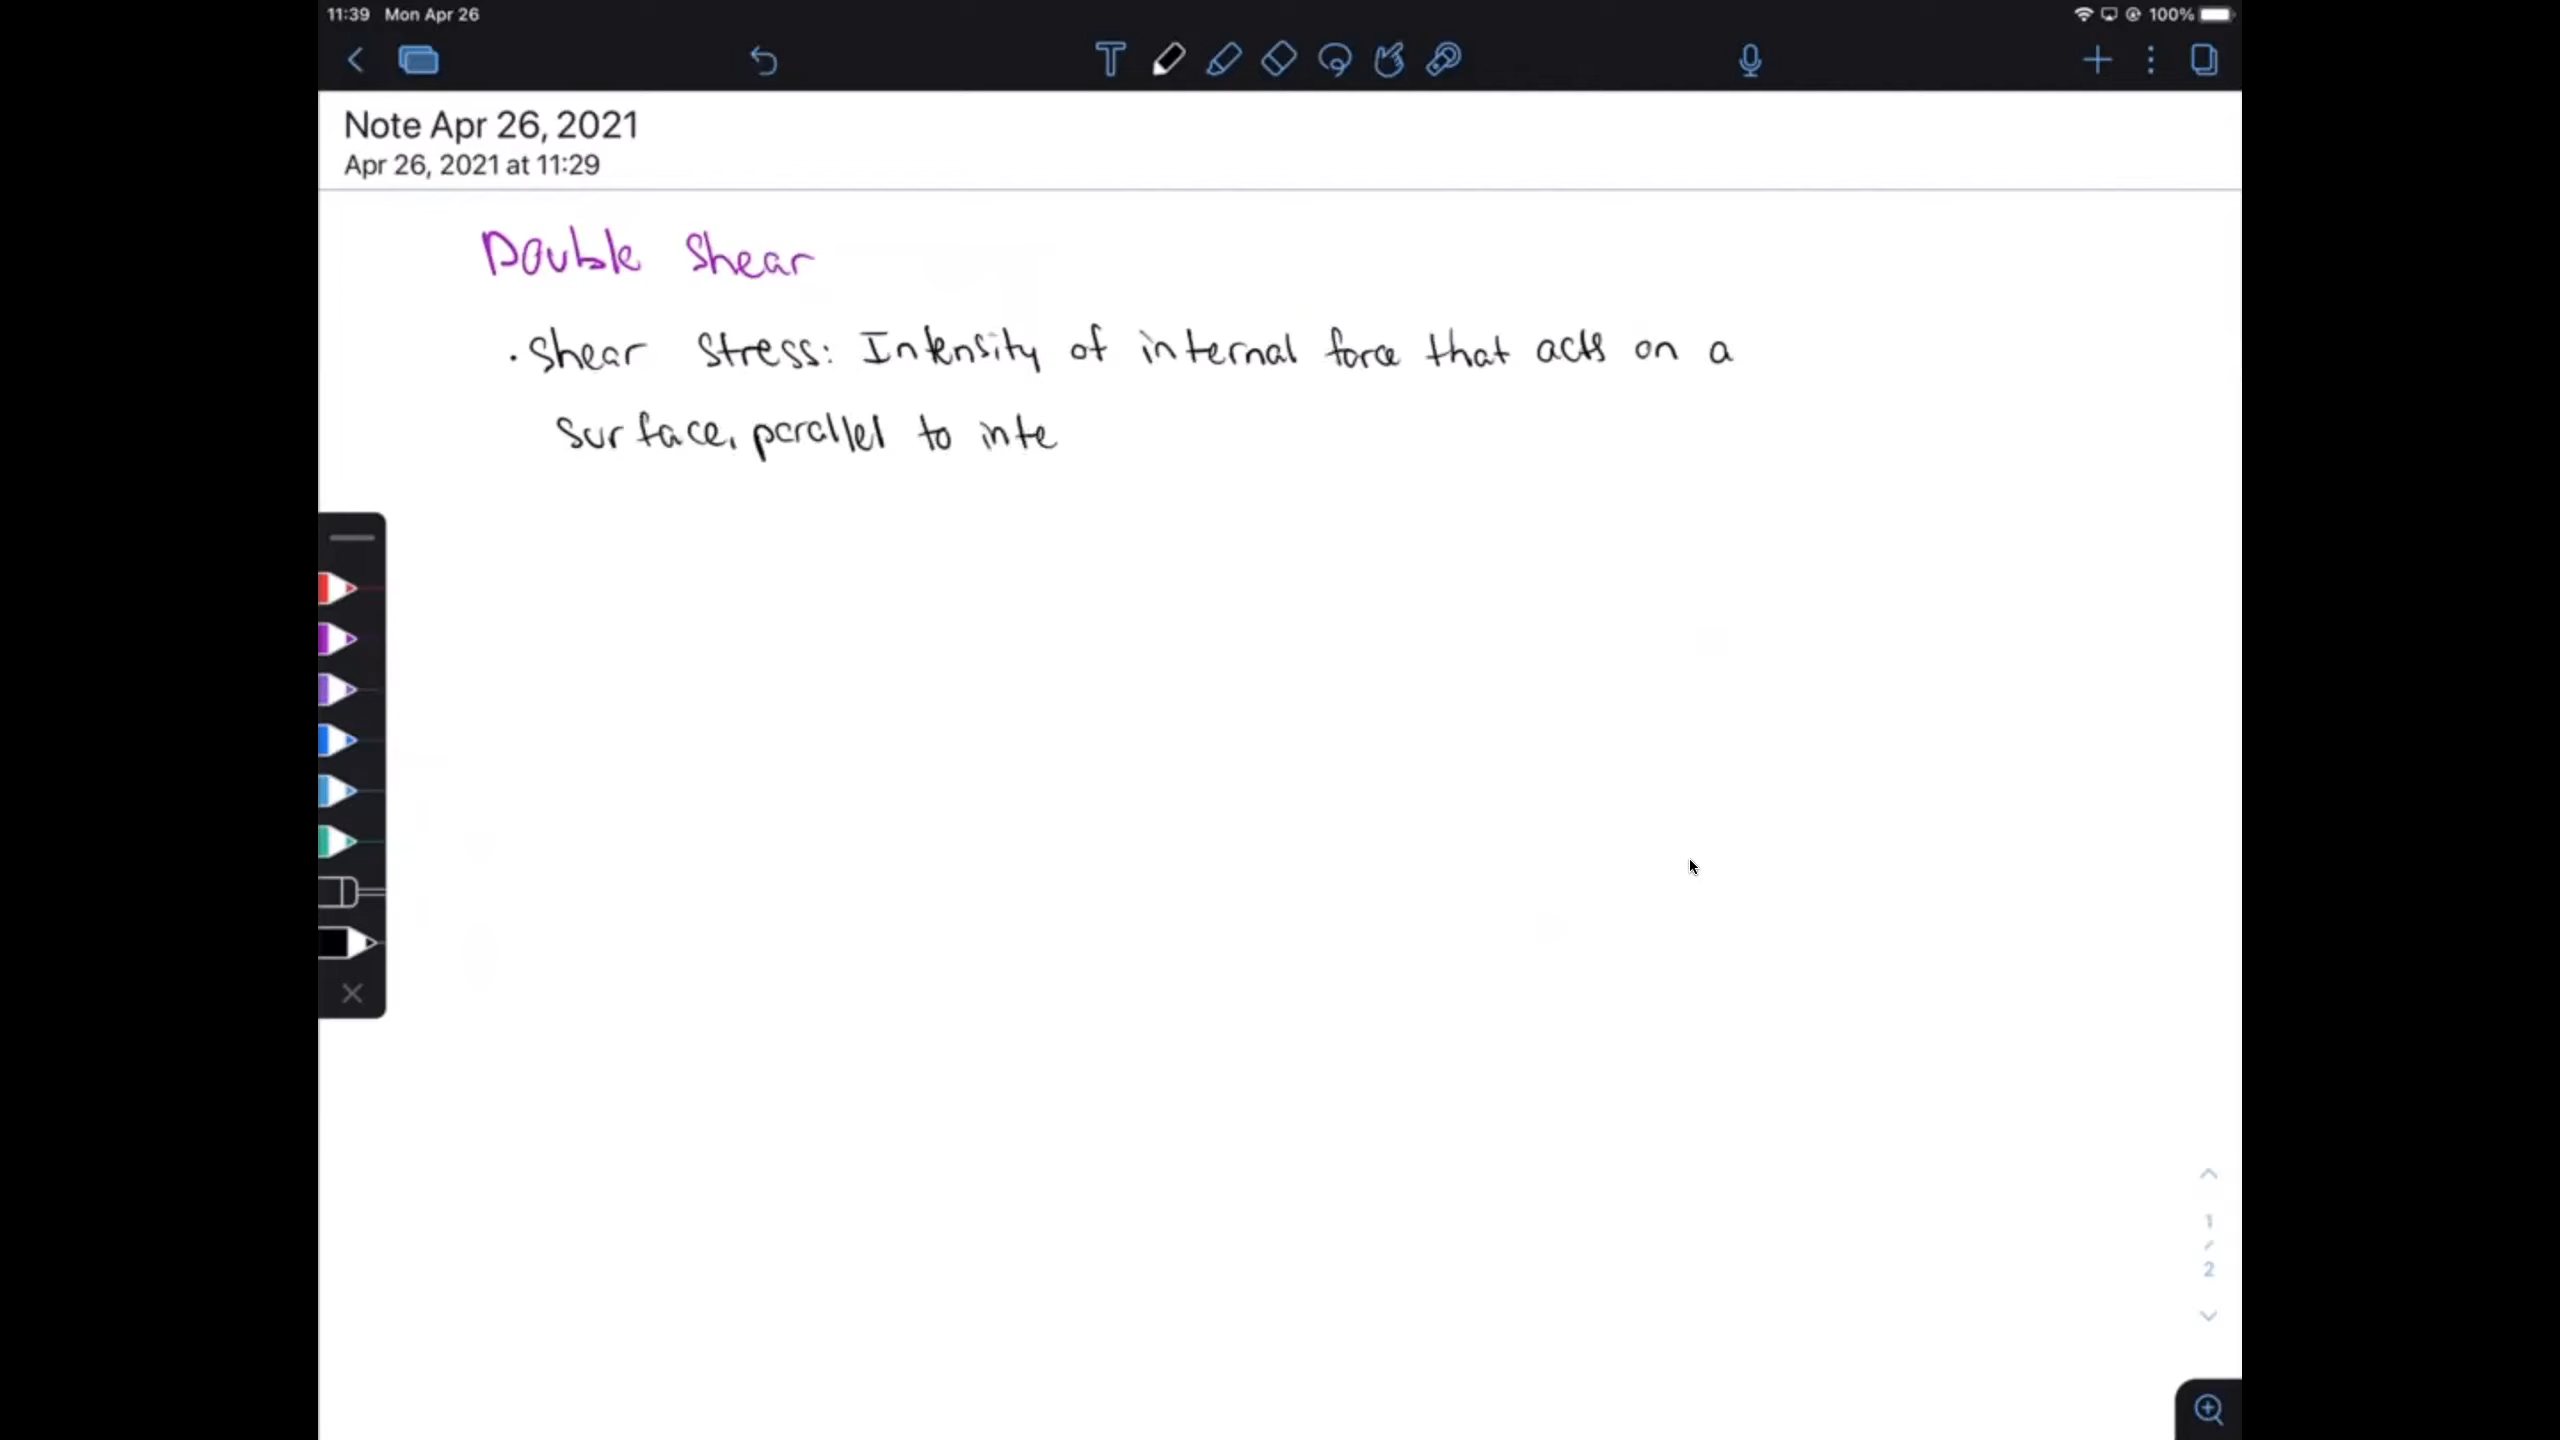 11:39 Mon Apr 26 100%
Note Apr 26, 2021
Apr 26, 2021 at 11:29
Double Shear
• Shear Stress: Intensity of internal force that acts on a
surface, parallel to inte
1
/
2